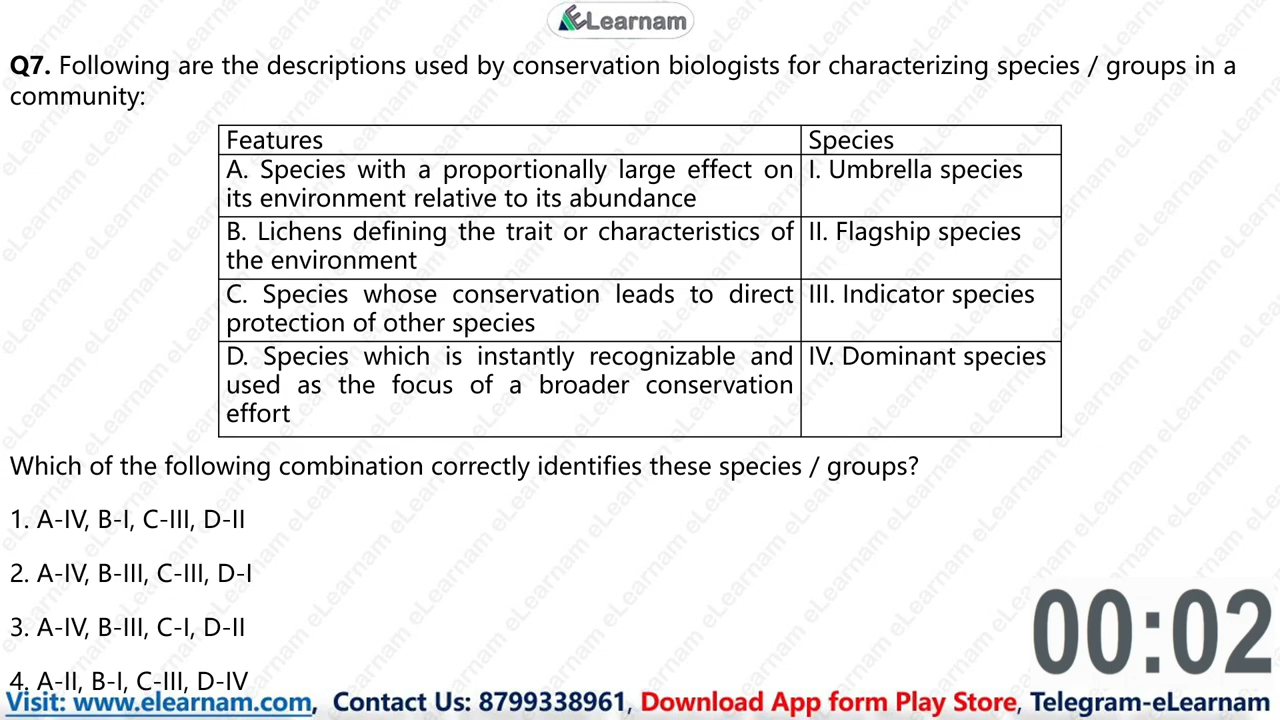 eLearnam
Q7. Following are the descriptions used by conservation biologists for characterizing species / groups in a
community:
Features Species
A. Species with a proportionally large effect on I. Umbrella species
its environment relative to its abundance
B. Lichens defining the trait or characteristics of II. Flagship species
the environment
C. Species whose conservation leads to direct III. Indicator species
protection of other species
D. Species which is instantly recognizable and IV. Dominant species
used as the focus of a broader conservation
effort
Which of the following combination correctly identifies these species / groups?
1. A-IV, B-I, C-III, D-II
2. A-IV, B-III, C-III, D-I
3. A-IV, B-III, C-I, D-II
00:02
4. A-II, B-I, C-III, D-IV
Visit: www.elearnam.com, Contact Us: 8799338961, Download App form Play Store, Telegram-eLearnam